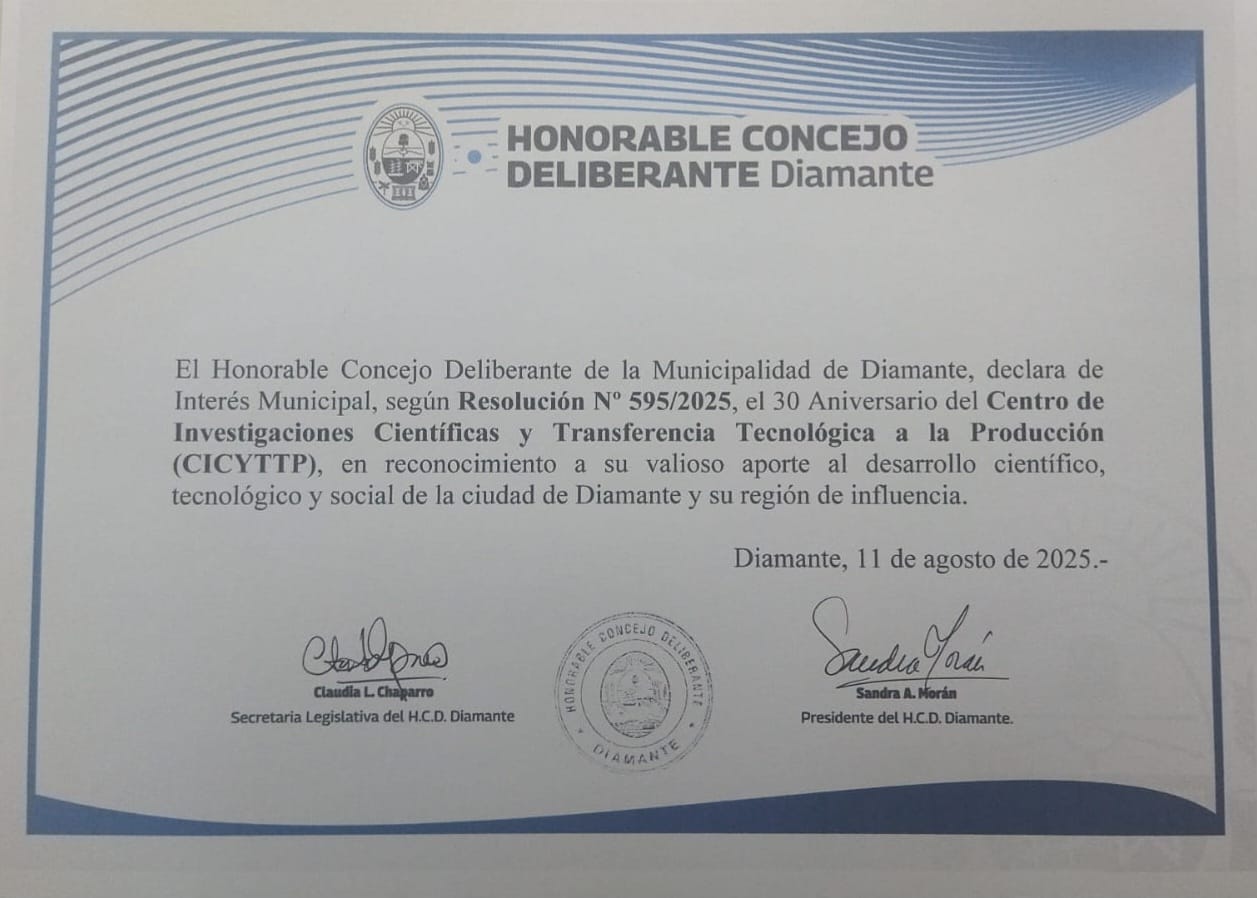 HONORABLE CONCEJO
DELIBERANTE Diamante
El Honorable Concejo Deliberante de la Municipalidad de Diamante, declara de
Interés Municipal, según Resolución Nº 595/2025, el 30 Aniversario del Centro de
Investigaciones Científicas y Transferencia Tecnológica a la Producción
(CICYTTP), en reconocimiento a su valioso aporte al desarrollo científico,
tecnológico y social de la ciudad de Diamante y su región de influencia.
Diamante, 11 de agosto de 2025.-
Claudia L. Chaparro
Secretaria Legislativa del H.C.D. Diamante
HONORABLE CONCEJO DELIBERANTE
DIAMANTE
Sandra Morán
Sandra A. Morán
Presidente del H.C.D. Diamante.